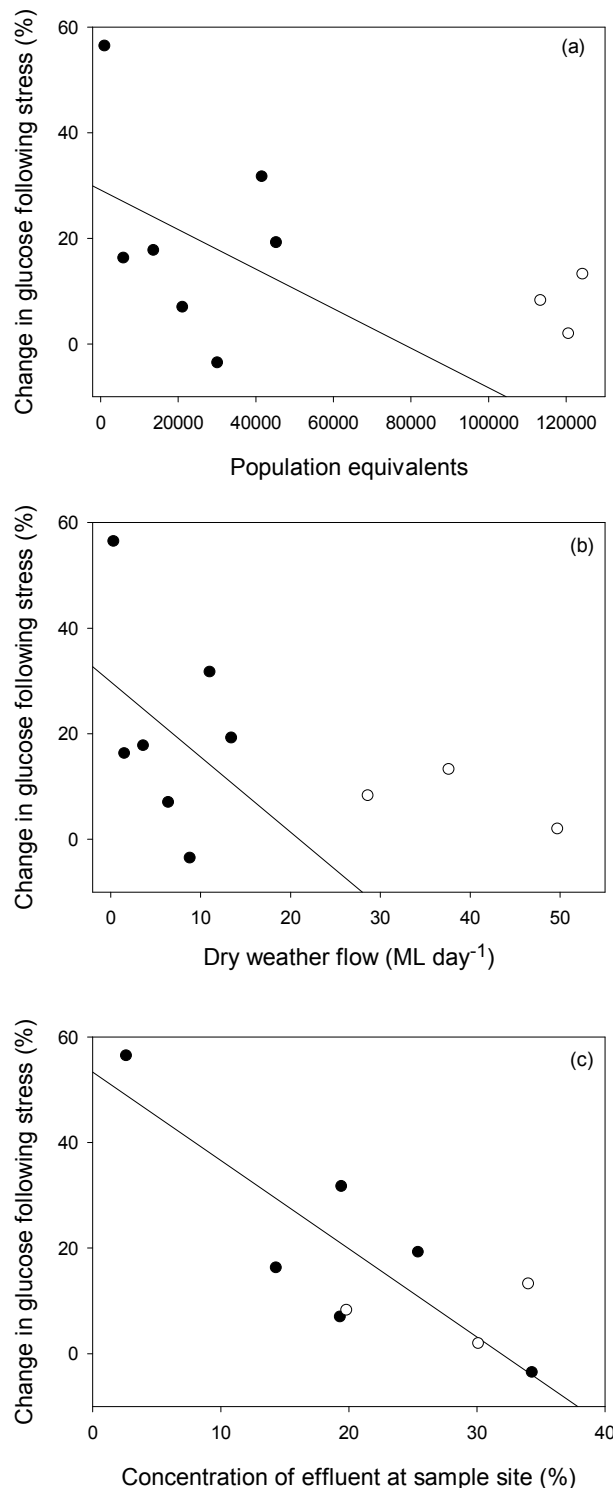 60
(a)
40
20
0
0 20000 40000 60000 80000 100000 120000
Change in glucose following stress (%)
Population equivalents
60
(b)
40
20
0
0 10 20 30 40 50
Change in glucose following stress (%)
Dry weather flow (ML day-1)
60
(c)
40
20
0
0 10 20 30 40
Change in glucose following stress (%)
Concentration of effluent at sample site (%)